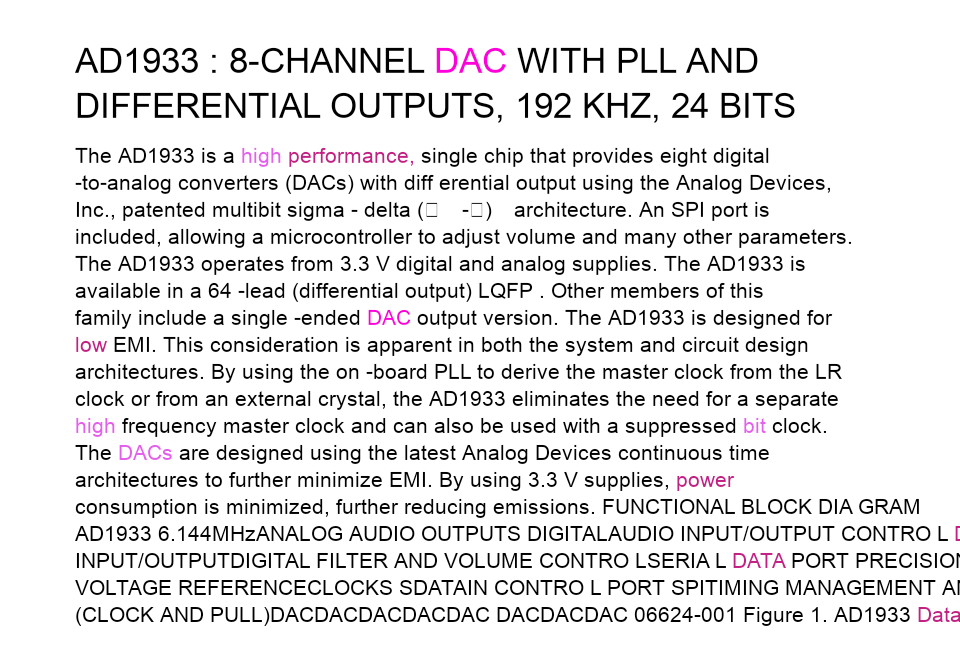 AD1933 : 8-CHANNEL DAC WITH PLL AND
DIFFERENTIAL OUTPUTS, 192 KHZ, 24 BITS
The AD1933 is a high performance, single chip that provides eight digital
-to-analog converters (DACs) with diff erential output using the Analog Devices,
Inc., patented multibit sigma - delta (□ -□) architecture. An SPI port is
included, allowing a microcontroller to adjust volume and many other parameters.
The AD1933 operates from 3.3 V digital and analog supplies. The AD1933 is
available in a 64 -lead (differential output) LQFP . Other members of this
family include a single -ended DAC output version. The AD1933 is designed for
low EMI. This consideration is apparent in both the system and circuit design
architectures. By using the on -board PLL to derive the master clock from the LR
clock or from an external crystal, the AD1933 eliminates the need for a separate
high frequency master clock and can also be used with a suppressed bit clock.
The DACs are designed using the latest Analog Devices continuous time
architectures to further minimize EMI. By using 3.3 V supplies, power
consumption is minimized, further reducing emissions. FUNCTIONAL BLOCK DIA GRAM
AD1933 6.144MHzANALOG AUDIO OUTPUTS DIGITALAUDIO INPUT/OUTPUT CONTRO L
INPUT/OUTPUTDIGITAL FILTER AND VOLUME CONTRO LSERIA L DATA PORT PRECISION
VOLTAGE REFERENCECLOCKS SDATAIN CONTRO L PORT SPITIMING MANAGEMENT
(CLOCK AND PULL)DACDACDACDACDAC DACDACDAC 06624-001 Figure 1. AD1933 Data